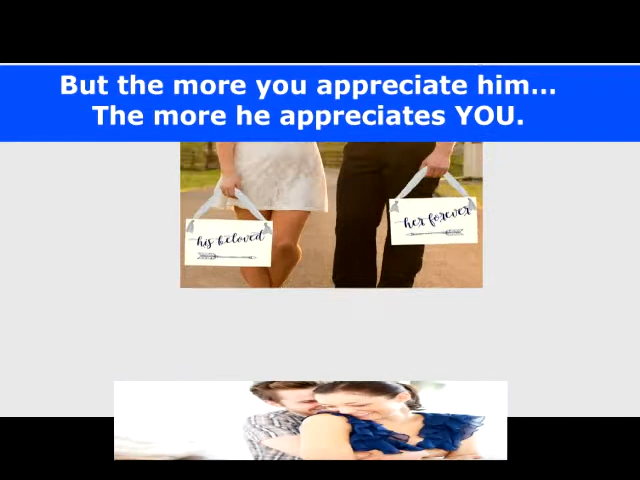 But the more you appreciate him...
The more he appreciates YOU.
his beloved
her forever